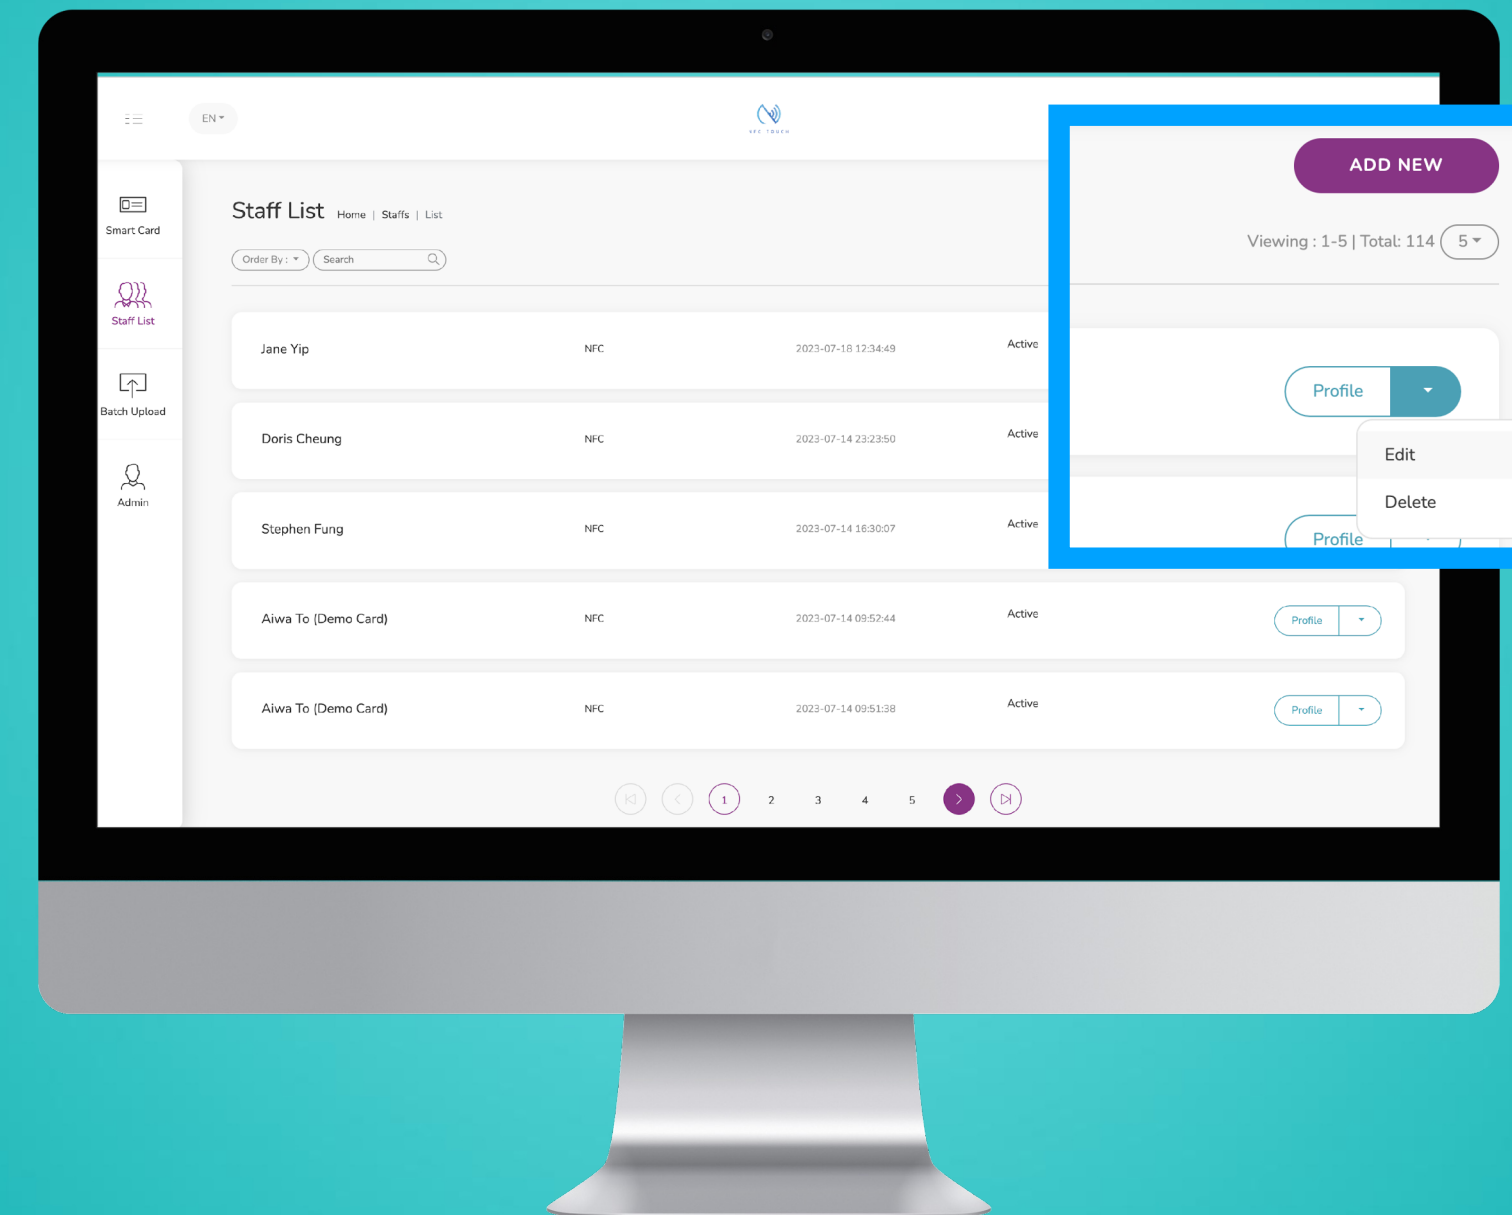 EN
NFC TOUCH
ADD NEW
Smart Card
Staff List
Batch Upload
Admin
Staff List Home | Staffs | List
Viewing : 1-5 | Total: 114 5
Order By : Search
Jane Yip NFC 2023-07-18 12:34:49 Active Profile
Edit
Delete
Doris Cheung NFC 2023-07-14 23:23:50 Active
Stephen Fung NFC 2023-07-14 16:30:07 Active Profile
Aiwa To (Demo Card) NFC 2023-07-14 09:52:44 Active Profile
Aiwa To (Demo Card) NFC 2023-07-14 09:51:38 Active Profile
1 2 3 4 5